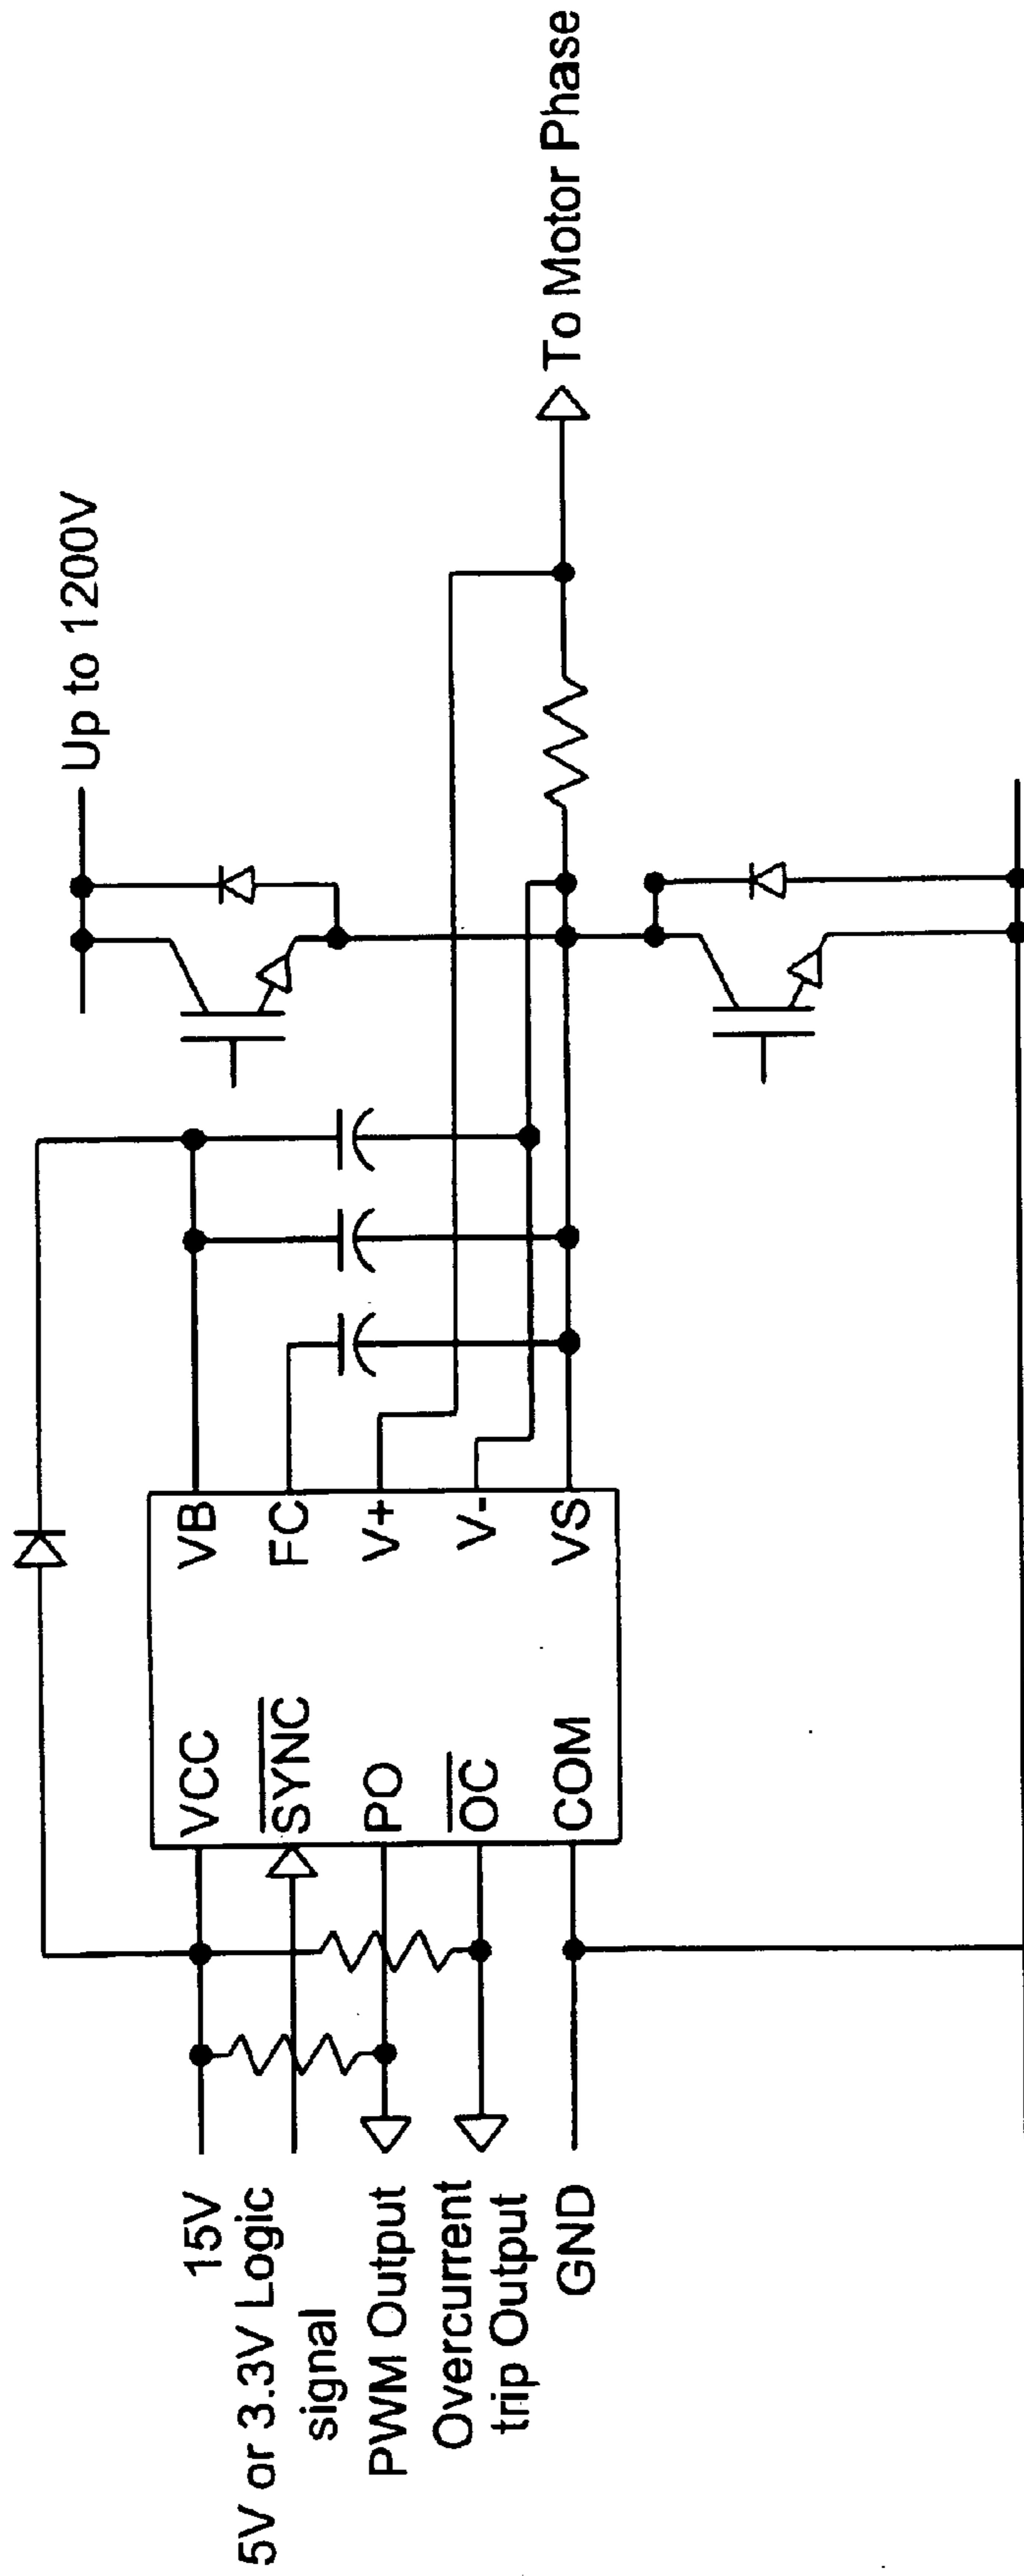 Up to 1200V
15V
5V or 3.3V Logic
signal
PWM Output
Overcurrent
trip Output
GND
VCC
SYNC
PO
OC
COM
VB
FC
V+
V-
VS
To Motor Phase